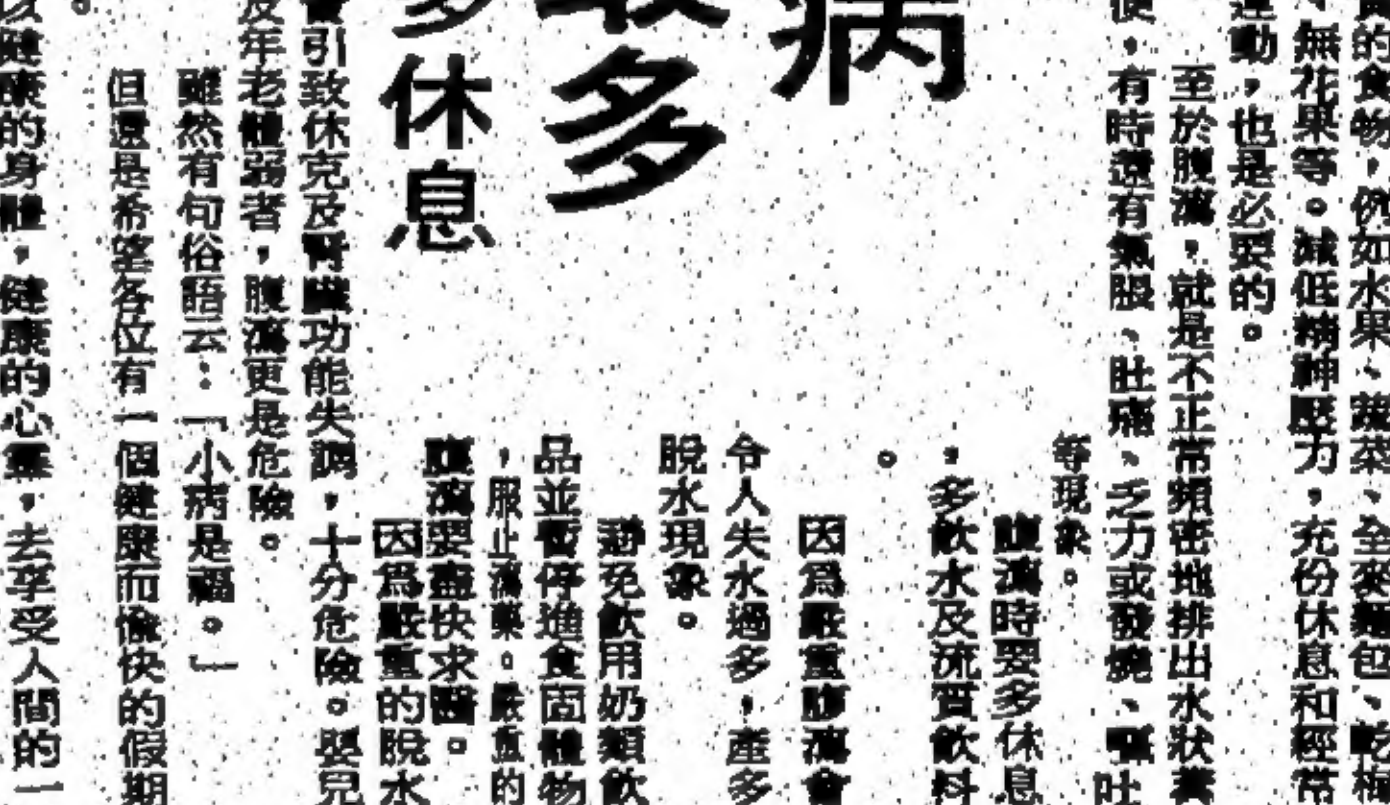 的食物，例如水果、蔬菜、全麥麵包、乾梅
、無花果等。減低精神壓力，充份休息和經常
運動，也是必要的。
至於腹瀉，就是不正常頻密地排出水狀糞
便，有時還有氣脹、肚痛、乏力或發燒、嘔吐
等現象。
腹瀉時要多休息
，多飲水及流質飲料
。
因為嚴重腹瀉會
令人失水過多，產多
脫水現象。
避免飲用奶類飲
品並暫停進食固體物
，服止瀉藥。嚴重的
腹瀉要盡快求醫。
因為嚴重的脫水
病
多
多休息
引致休克及腎臟功能失調，十分危險。嬰兒
及年老體弱者，腹瀉更是危險。
雖然有句俗語云：「小病是福。」
但還是希望各位有一個健康而愉快的假期
。
以健康的身體，健康的心靈，去享受人間的一